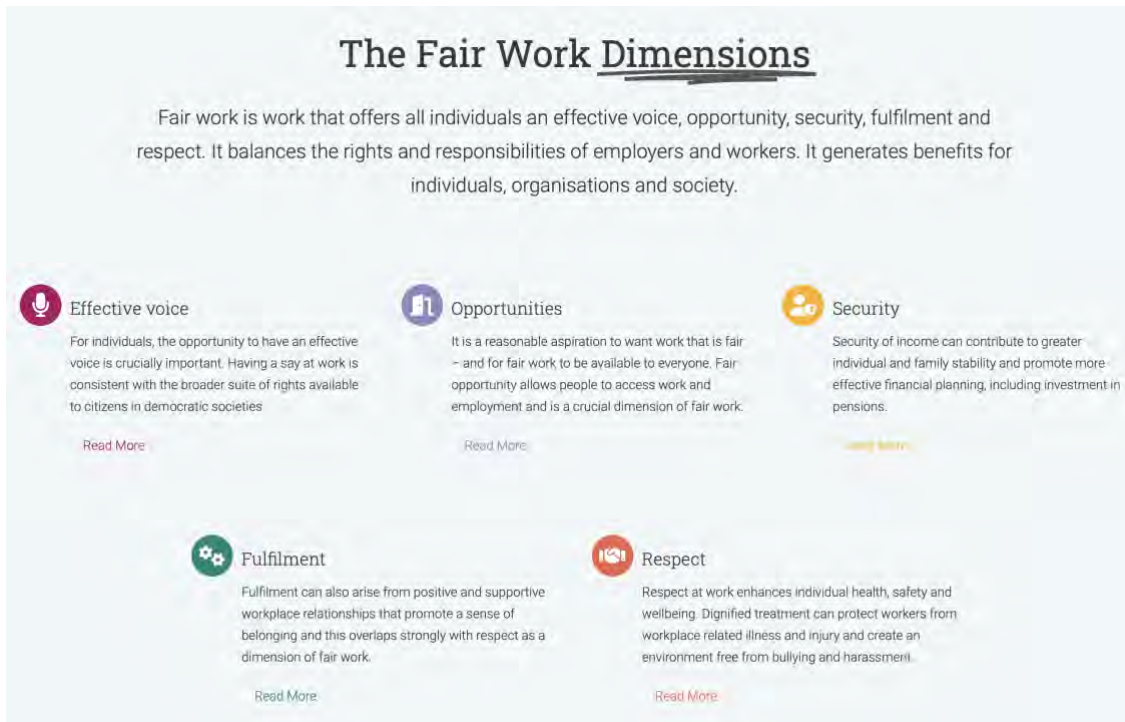 The Fair Work Dimensions
Fair work is work that offers all individuals an effective voice, opportunity, security, fulfilment and
respect. It balances the rights and responsibilities of employers and workers. It generates benefits for
individuals, organisations and society.
Effective voice
For individuals, the opportunity to have an effective
voice is crucially important. Having a say at work is
consistent with the broader suite of rights available
to citizens in democratic societies
Read More
Opportunities
It is a reasonable aspiration to want work that is fair
– and for fair work to be available to everyone. Fair
opportunity allows people to access work and
employment and is a crucial dimension of fair work.
Read More
Security
Security of income can contribute to greater
individual and family stability and promote more
effective financial planning, including investment in
pensions.
Read More
Fulfilment
Fulfilment can also arise from positive and supportive
workplace relationships that promote a sense of
belonging and this overlaps strongly with respect as a
dimension of fair work.
Read More
Respect
Respect at work enhances individual health, safety and
wellbeing. Dignified treatment can protect workers from
workplace related illness and injury and create an
environment free from bullying and harassment.
Read More